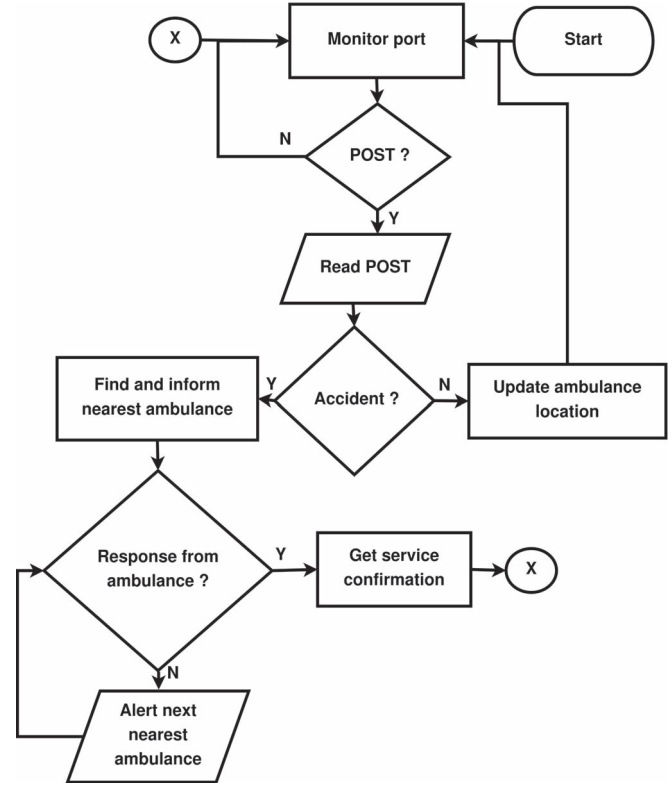 X
Monitor port
Start
N
POST ?
Y
Read POST
Find and inform
nearest ambulance
Y
Accident ?
N
Update ambulance
location
Response from
ambulance ?
Y
Get service
confirmation
X
N
Alert next
nearest
ambulance